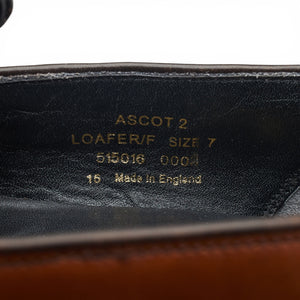 ASCOT 2
LOAFER/F SIZE 7
515016 0004
15 Made in England